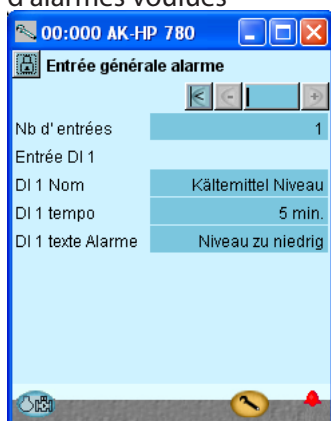 d'alarmes voulues
00:000 AK-HP 780
Entrée générale alarme
Nb d' entrées 1
Entrée DI 1
DI 1 Nom Kältemittel Niveau
DI 1 tempo 5 min.
DI 1 texte Alarme Niveau zu niedrig